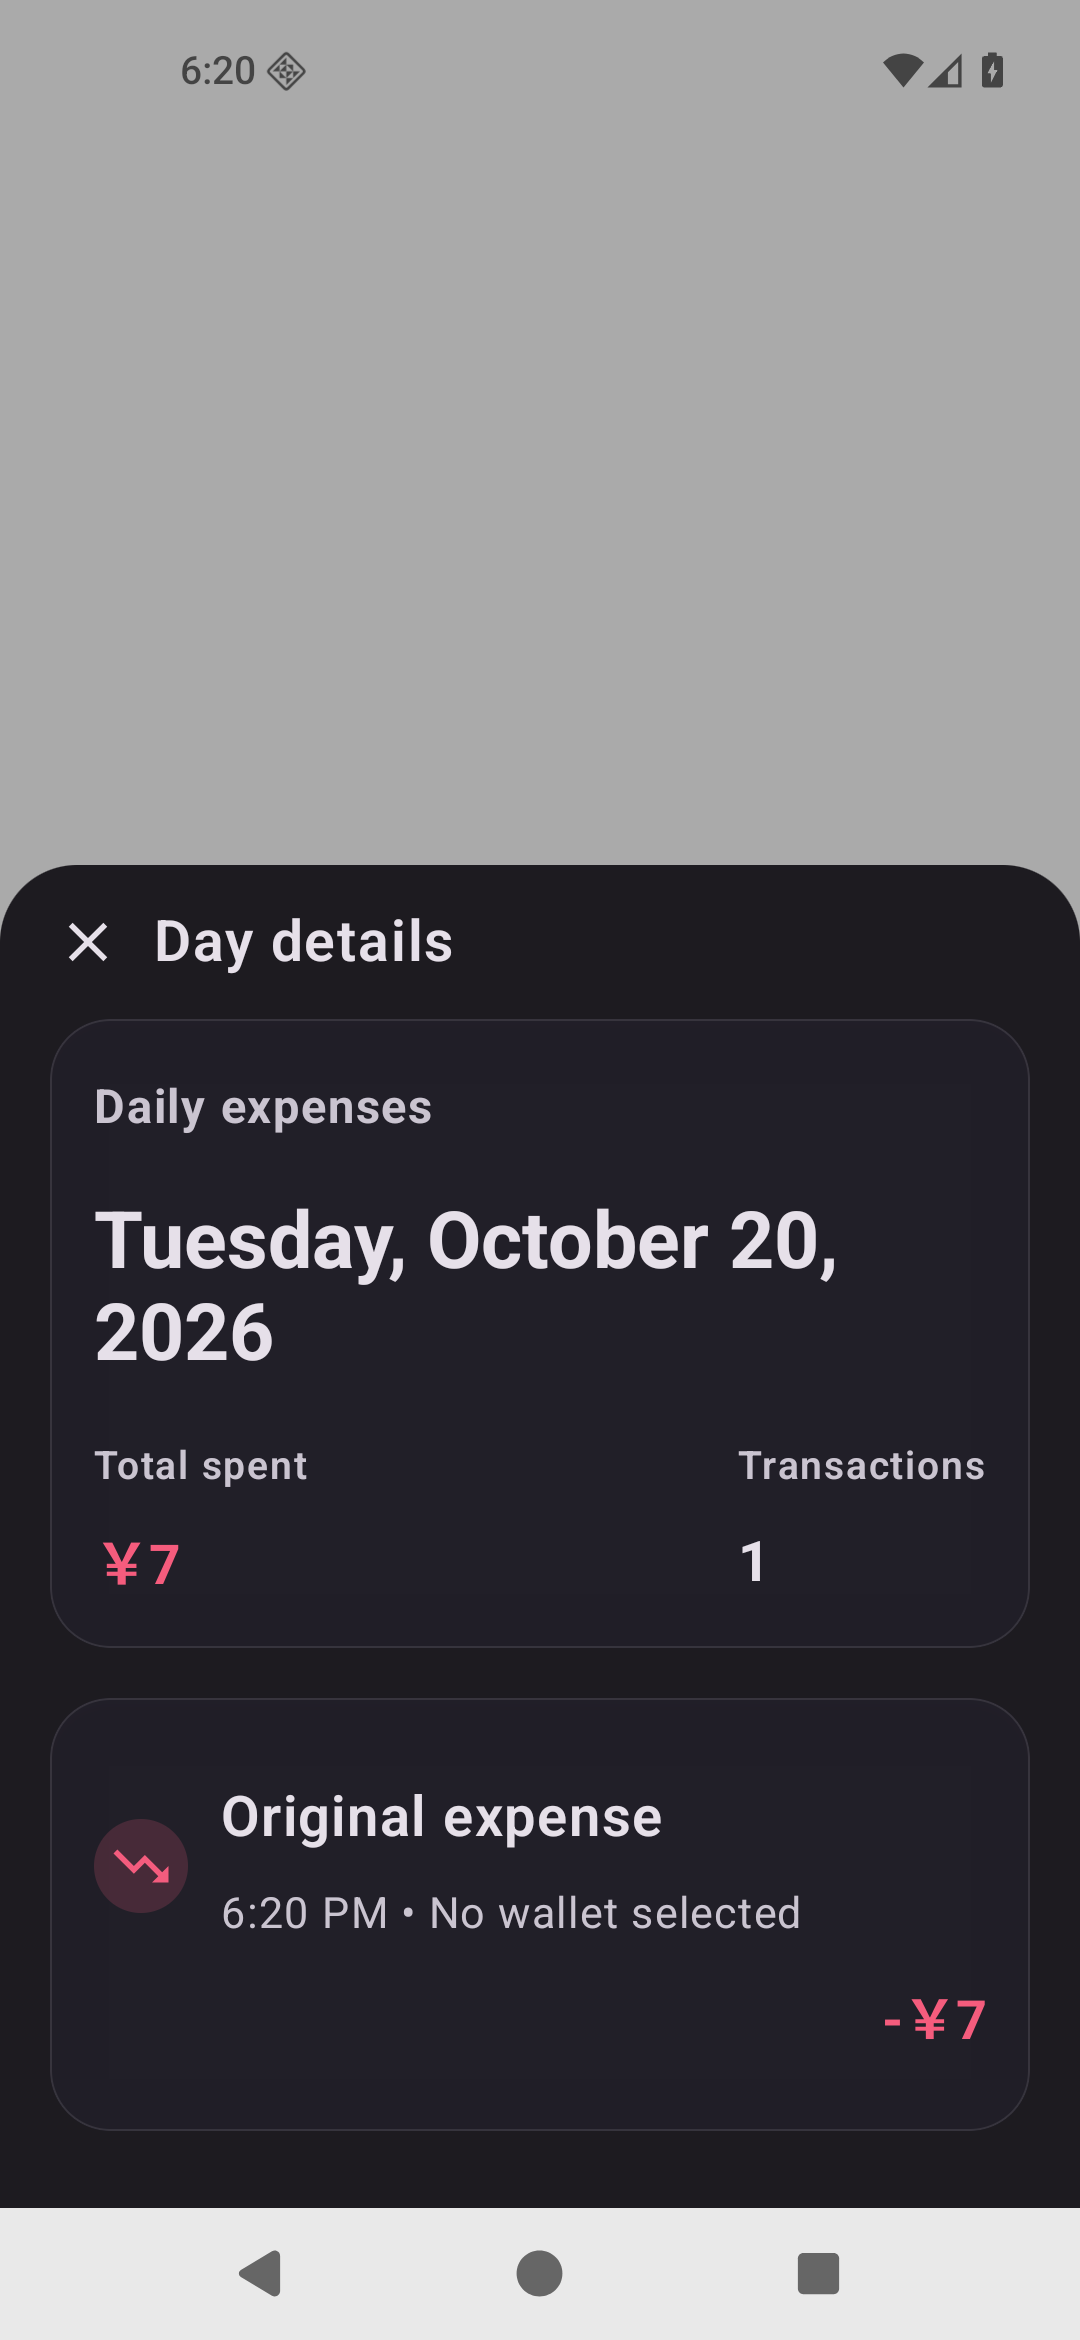 6:20
Day details
Daily expenses
Tuesday, October 20,
2026
Total spent
Transactions
¥7
1
Original expense
6:20 PM • No wallet selected
-¥7